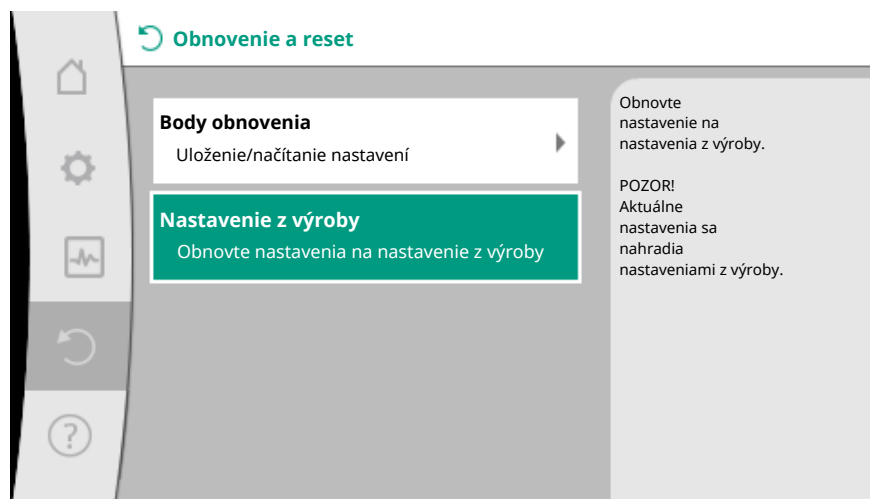 Obnovenie a reset
Body obnovenia
Uloženie/načítanie nastavení
Nastavenie z výroby
Obnovte nastavenia na nastavenie z výroby
Obnovte
nastavenie na
nastavenia z výroby.
POZOR!
Aktuálne
nastavenia sa
nahradia
nastaveniami z výroby.
?